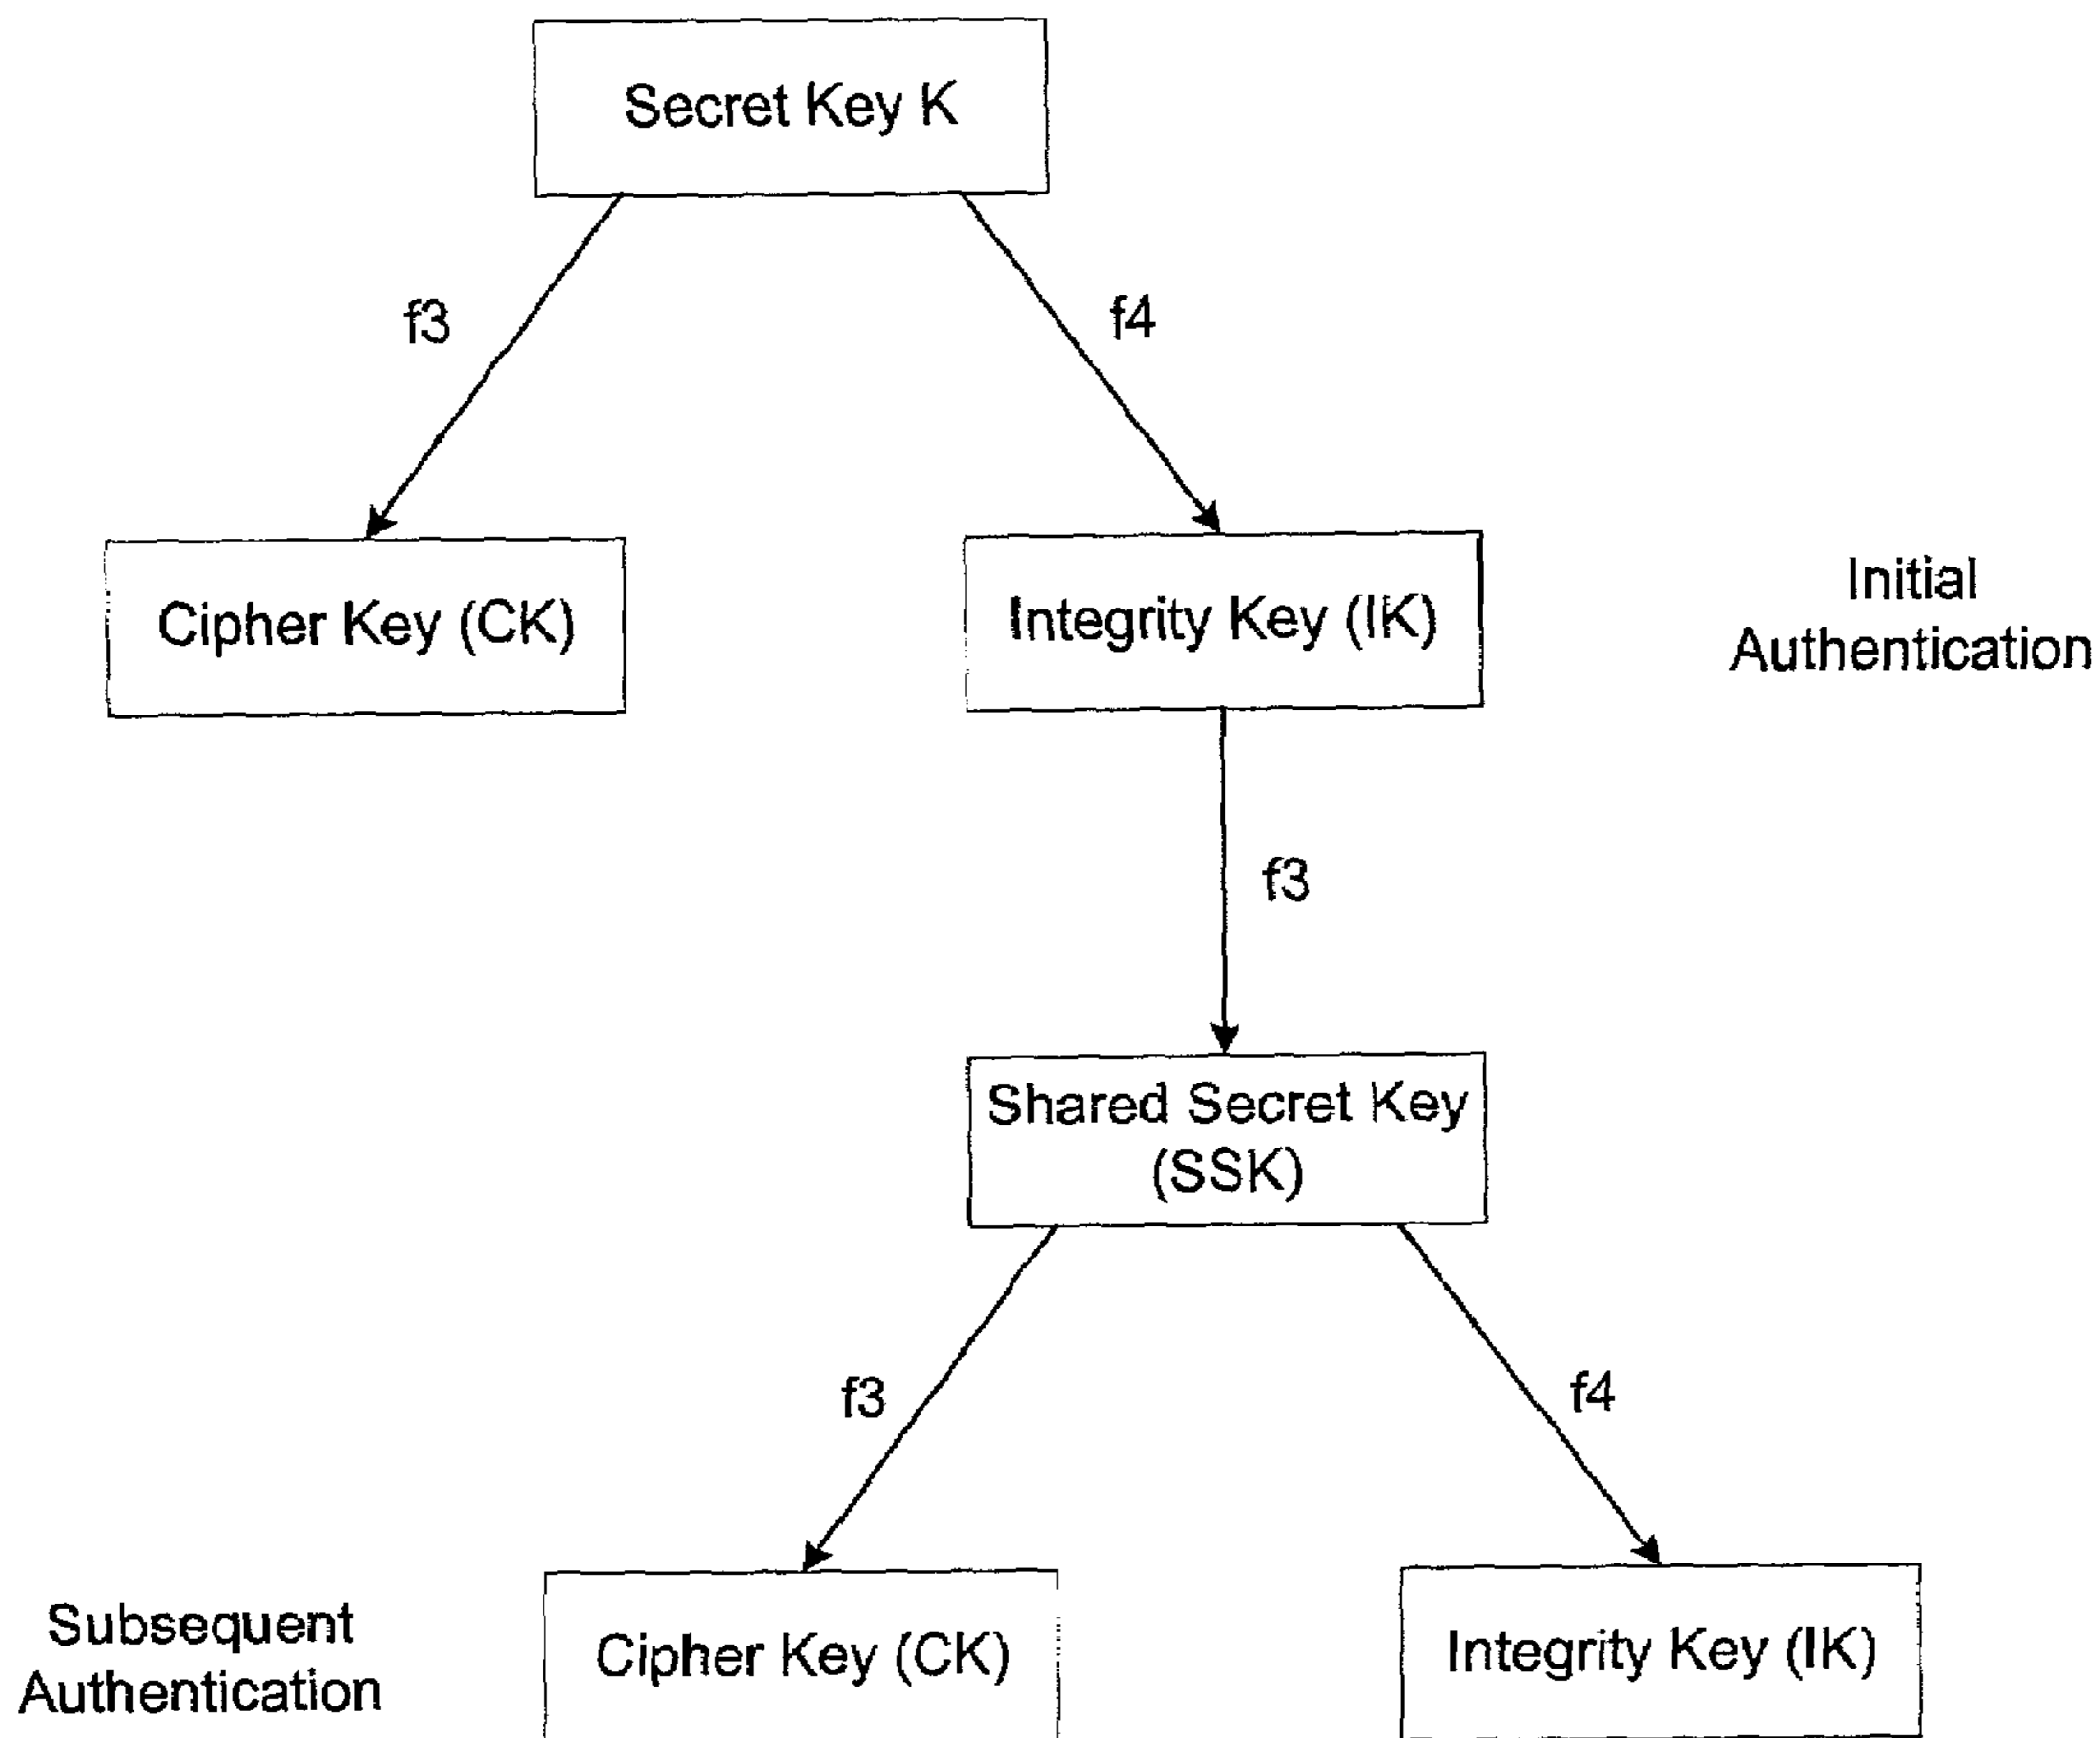 Secret Key K
f3
f4
Cipher Key (CK)
Integrity Key (IK)
Initial
Authentication
f3
Shared Secret Key
(SSK)
f3
f4
Subsequent
Authentication
Cipher Key (CK)
Integrity Key (IK)